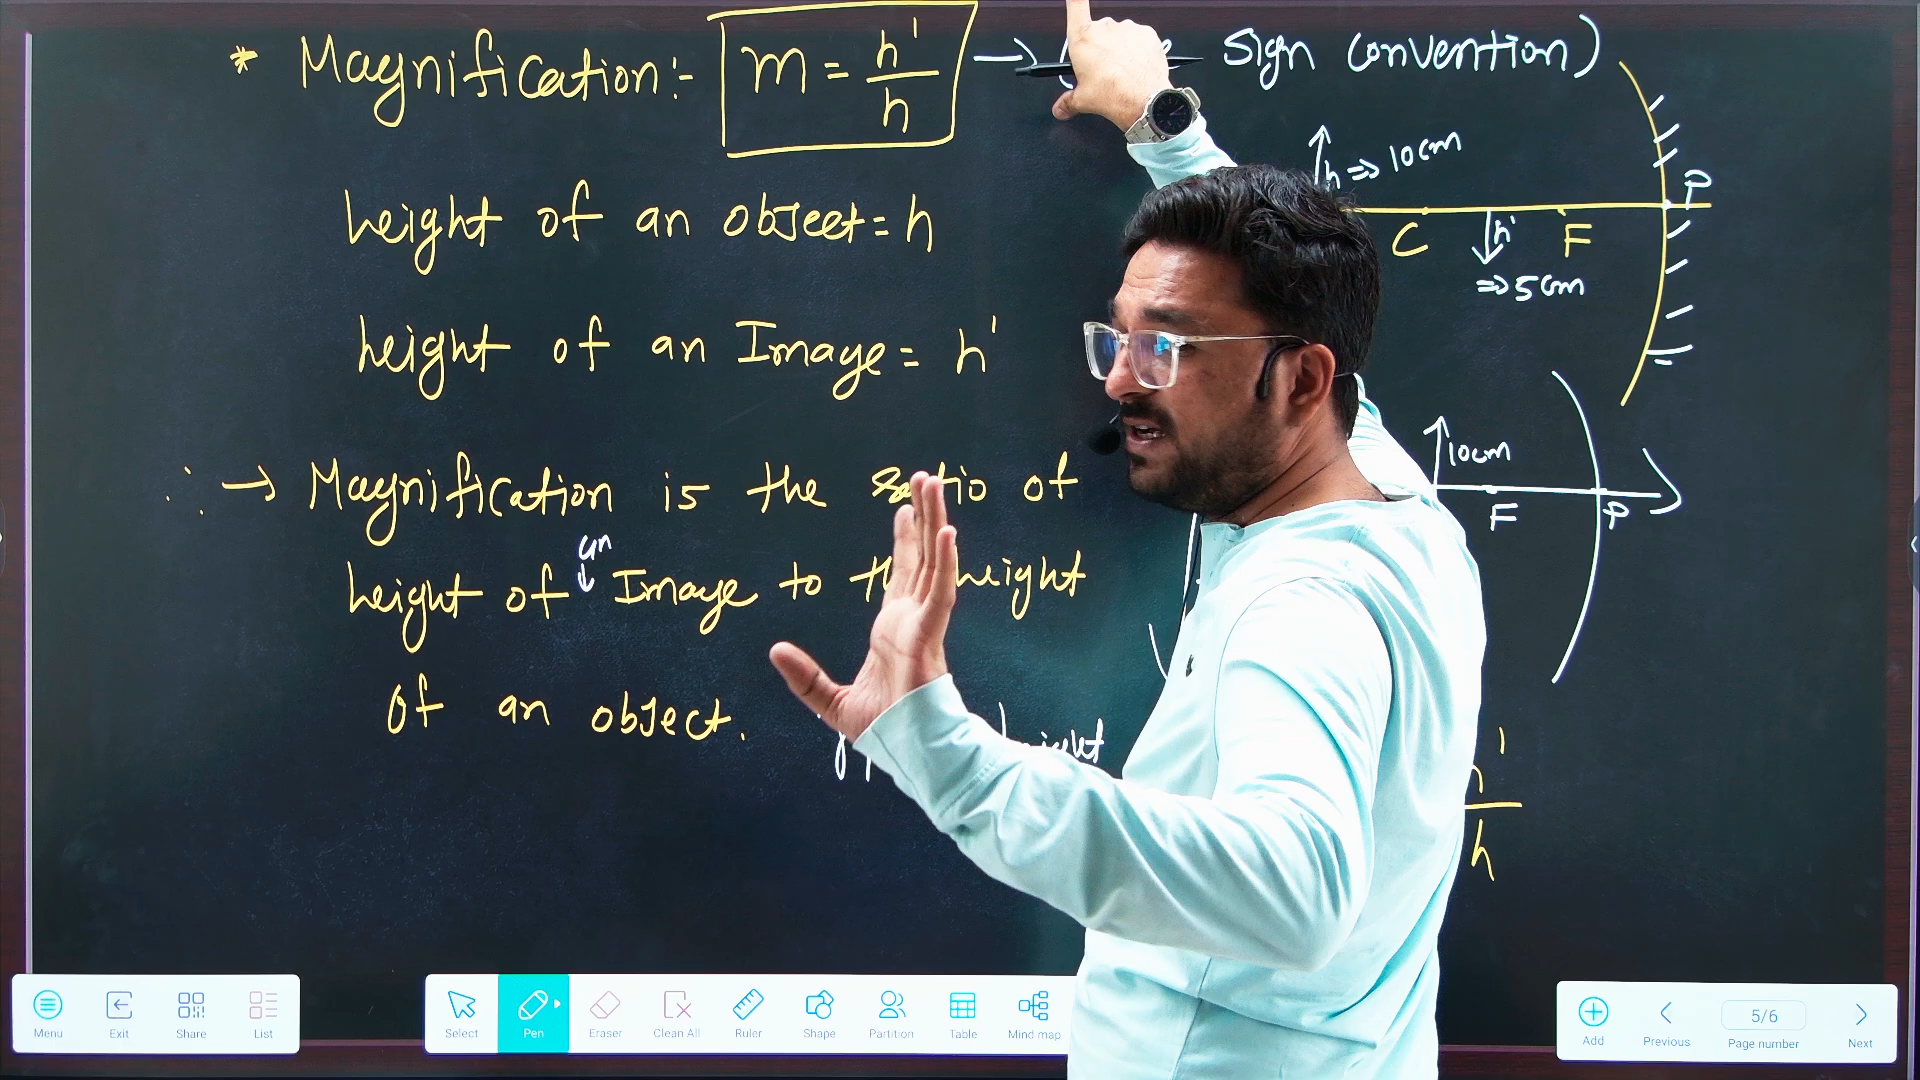 * Magnification:- m = h'/h → ( Sign Convention)
height of an object = h
height of an Image = h'
∴ → Magnification is the ratio of
an
↓
height of Image to the height
of an object.
height
h ⇒ 10cm
P
C h' F
⇒ 5cm
10cm
F P
h'/h
Menu Exit Share List
Select Pen Eraser Clean All Ruler Shape Partition Table Mind map
Add Previous 5/6 Page number Next